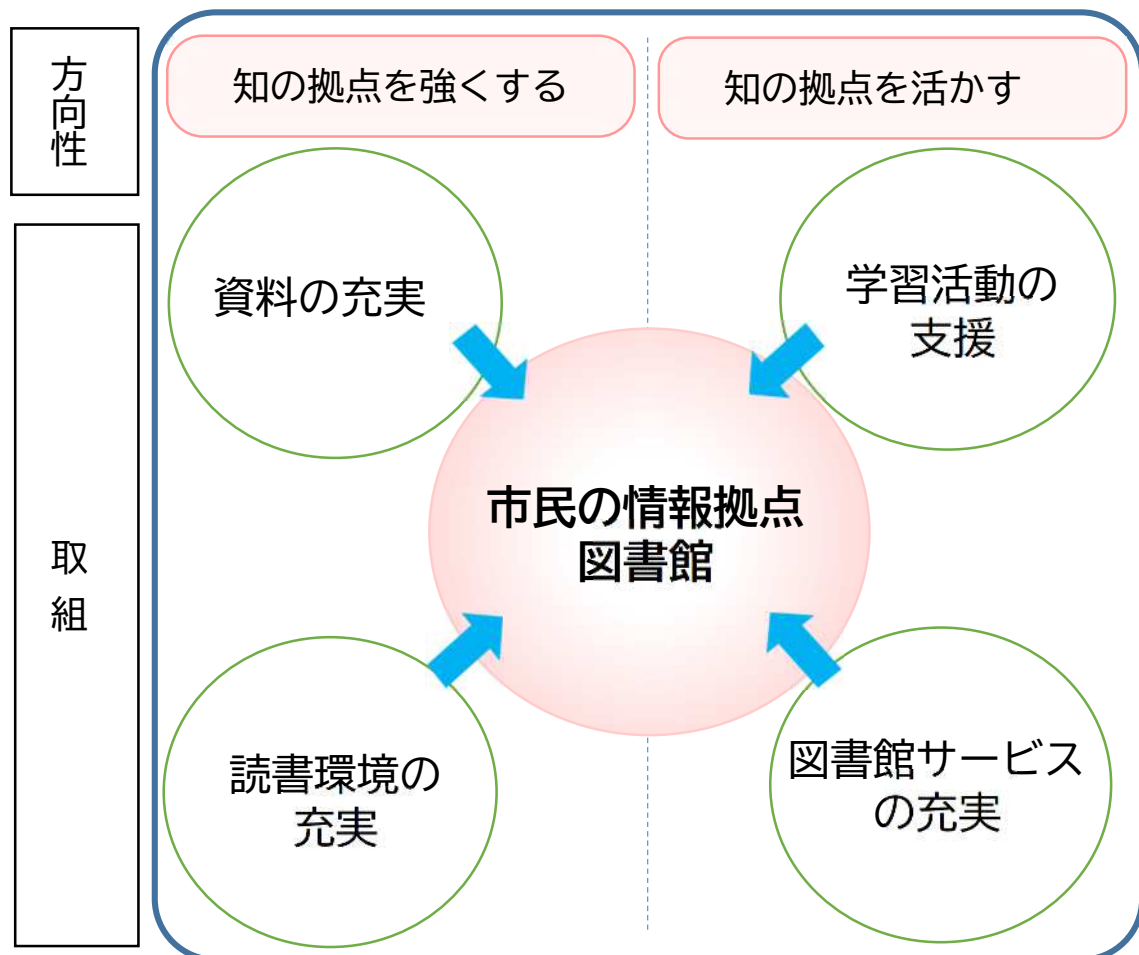 方向性
知の拠点を強くする
知の拠点を活かす
取組
資料の充実
学習活動の
支援
市民の情報拠点
図書館
読書環境の
充実
図書館サービス
の充実